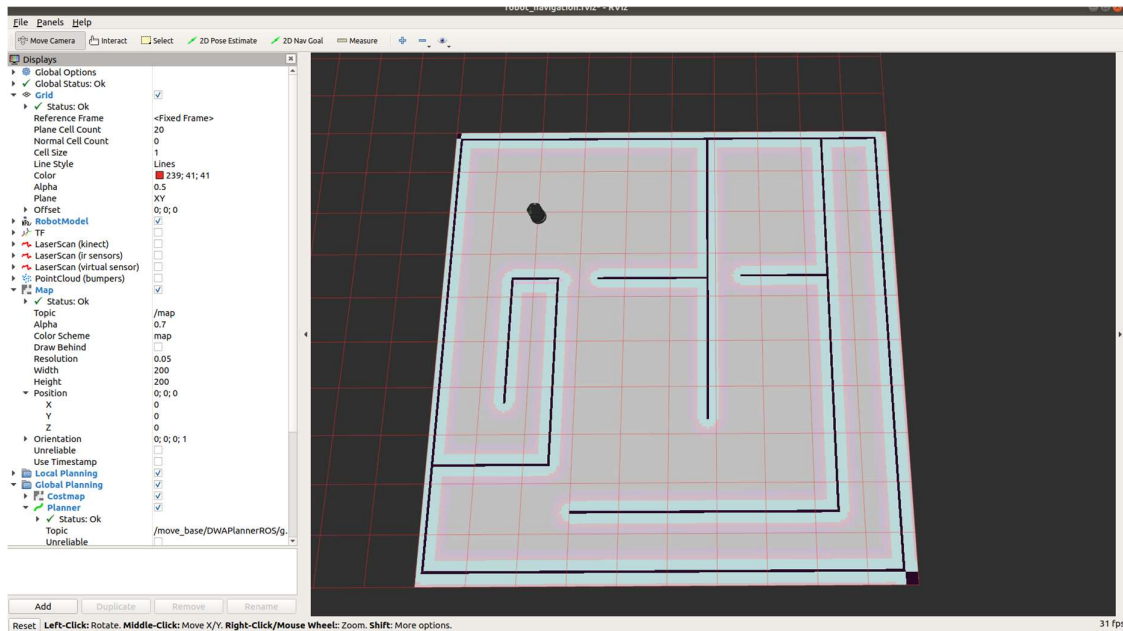 robot_navigation.rviz* - RViz
File Panels Help
Move Camera Interact Select 2D Pose Estimate 2D Nav Goal Measure
Displays
Global Options
Global Status: Ok
Grid
Status: Ok
Reference Frame <Fixed Frame>
Plane Cell Count 20
Normal Cell Count 0
Cell Size 1
Line Style Lines
Color 239; 41; 41
Alpha 0.5
Plane XY
Offset 0; 0; 0
RobotModel
TF
LaserScan (kinect)
LaserScan (ir sensors)
LaserScan (virtual sensor)
PointCloud (bumpers)
Map
Status: Ok
Topic /map
Alpha 0.7
Color Scheme map
Draw Behind
Resolution 0.05
Width 200
Height 200
Position 0; 0; 0
X 0
Y 0
Z 0
Orientation 0; 0; 0; 1
Unreliable
Use Timestamp
Local Planning
Global Planning
Costmap
Planner
Status: Ok
Topic /move_base/DWAPlannerROS/g.
Unreliable
Add Duplicate Remove Rename
Reset Left-Click: Rotate. Middle-Click: Move X/Y. Right-Click/Mouse Wheel:: Zoom. Shift: More options. 31 fps